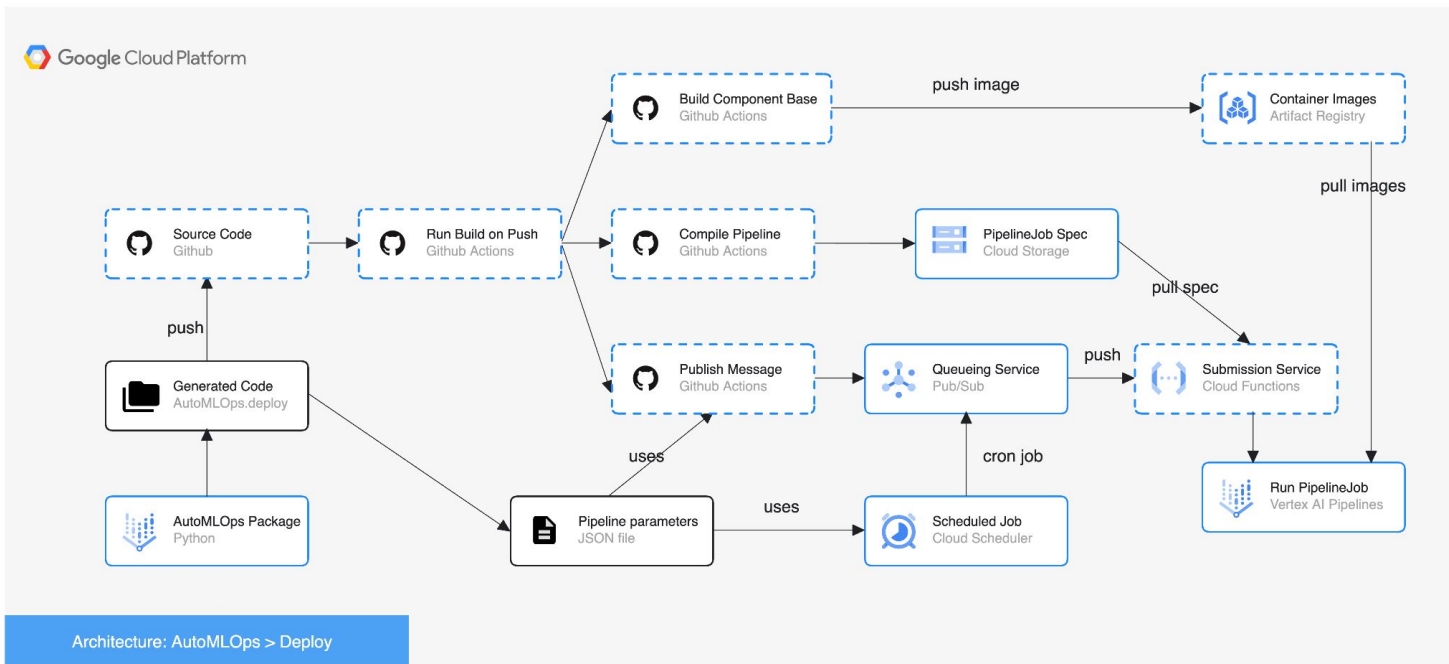 Google Cloud Platform
Build Component Base
Github Actions
push image
Container Images
Artifact Registry
pull images
Source Code
Github
Run Build on Push
Github Actions
Compile Pipeline
Github Actions
PipelineJob Spec
Cloud Storage
pull spec
push
Generated Code
AutoMLOps.deploy
Publish Message
Github Actions
Queueing Service
Pub/Sub
push
Submission Service
Cloud Functions
uses
cron job
AutoMLOps Package
Python
Pipeline parameters
JSON file
uses
Scheduled Job
Cloud Scheduler
Run PipelineJob
Vertex AI Pipelines
Architecture: AutoMLOps > Deploy